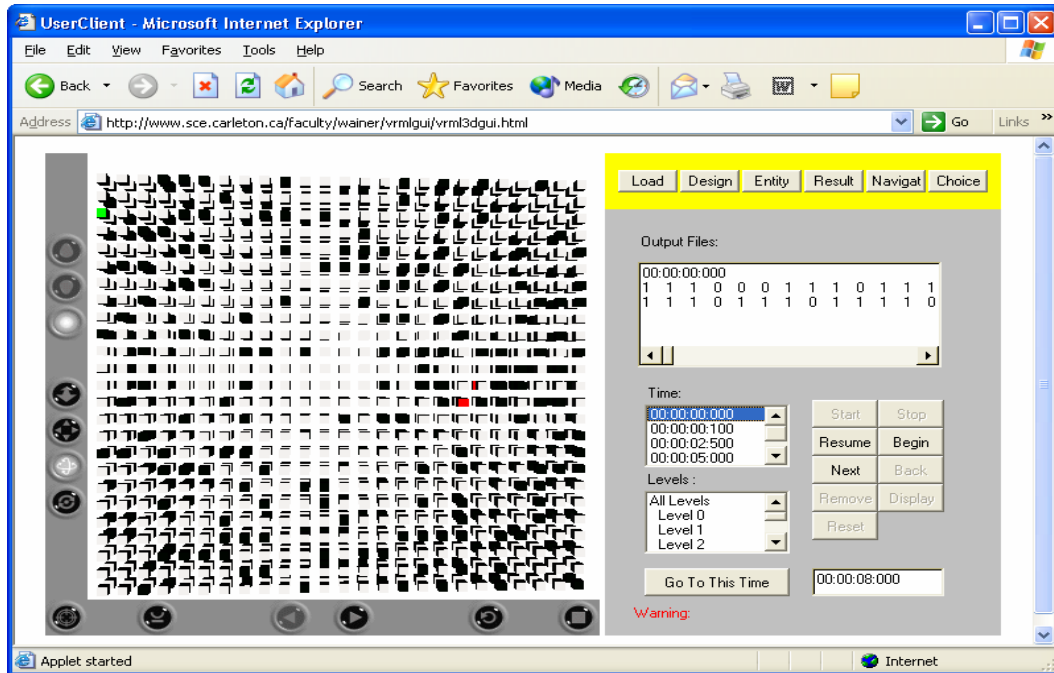 UserClient - Microsoft Internet Explorer
File Edit View Favorites Tools Help
Back Search Favorites Media
Address http://www.sce.carleton.ca/faculty/wainer/vrmlgui/vrml3dgui.html Go Links »
Load Design Entity Result Navigat Choice
Output Files:
00:00:00:000
1 1 1 0 0 0 1 1 1 0 1 1 1
1 1 1 0 1 1 1 0 1 1 1 1 0
Time:
00:00:00:000
00:00:00:100
00:00:02:500
00:00:05:000
Start Stop
Resume Begin
Next Back
Remove Display
Reset
Levels :
All Levels
Level 0
Level 1
Level 2
Go To This Time 00:00:08:000
Warning:
Applet started Internet